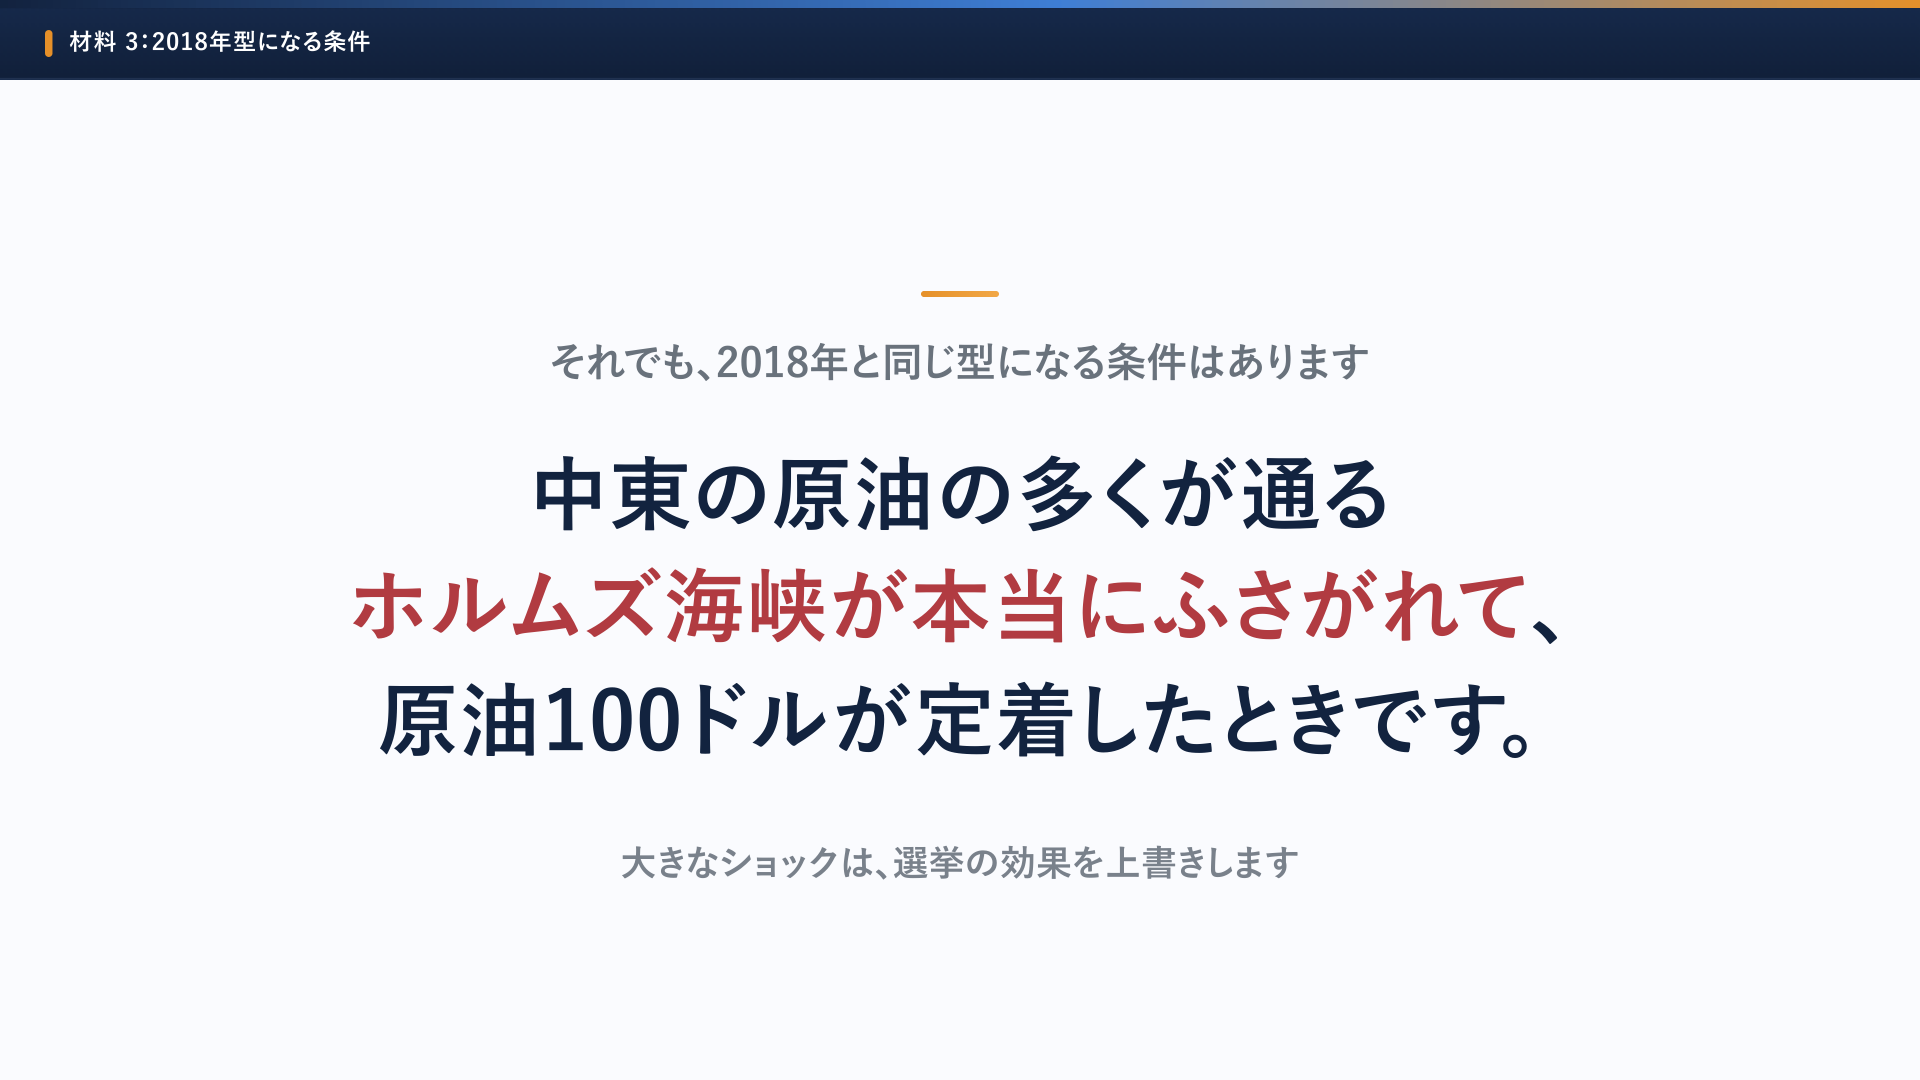 材料 3：2018年型になる条件
それでも、2018年と同じ型になる条件はあります
中東の原油の多くが通る
ホルムズ海峡が本当にふさがれて、
原油100ドルが定着したときです。
大きなショックは、選挙の効果を上書きします